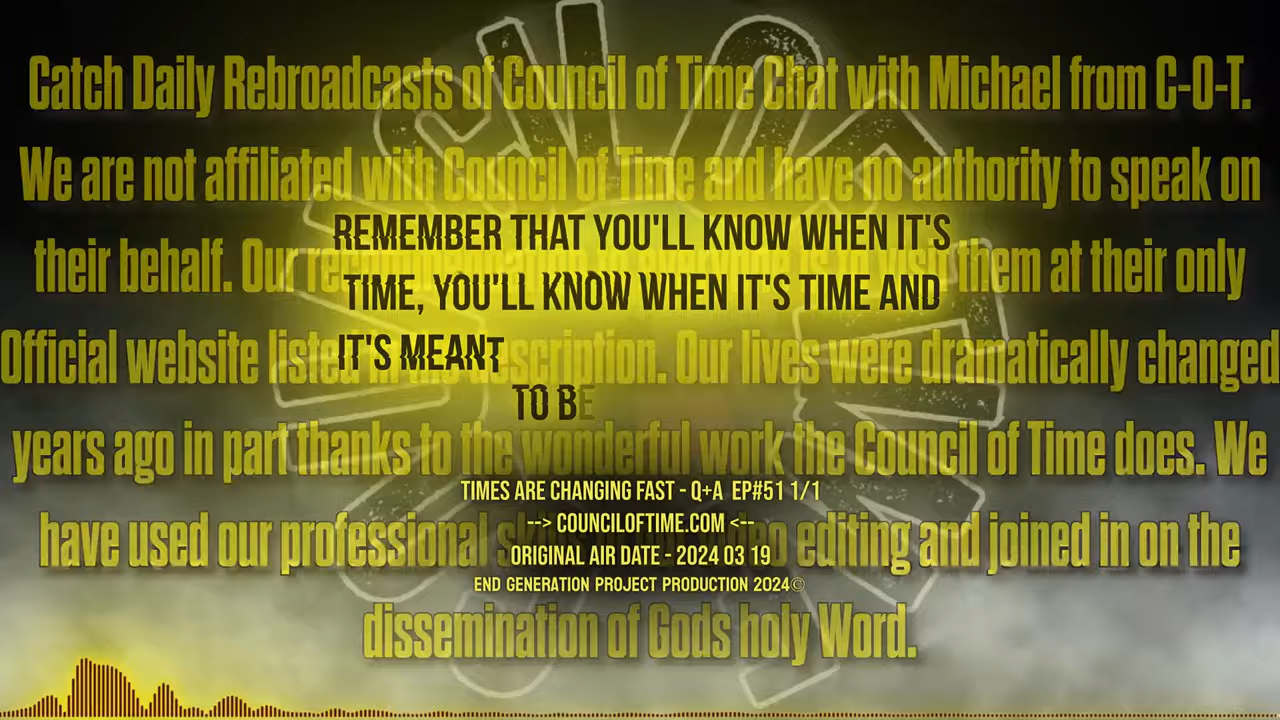 Catch Daily Rebroadcasts of Council of Time Chat with Michael from C-O-T.
We are not affiliated with Council of Time and have no authority to speak on
REMEMBER THAT YOU'LL KNOW WHEN IT'S
their behalf. Our them at their only
TIME, YOU'LL KNOW WHEN IT'S TIME AND
Official website Our lives were dramatically changed
IT'S MEANT
TO BE
years ago in part thanks to the wonderful work the Council of Time does. We
TIMES ARE CHANGING FAST - Q+A EP#51 1/1
--> COUNCILOFTIME.COM <--
have used our professional editing and joined in on the
ORIGINAL AIR DATE - 2024 03 19
END GENERATION PROJECT PRODUCTION 2024©
dissemination of Gods holy Word.